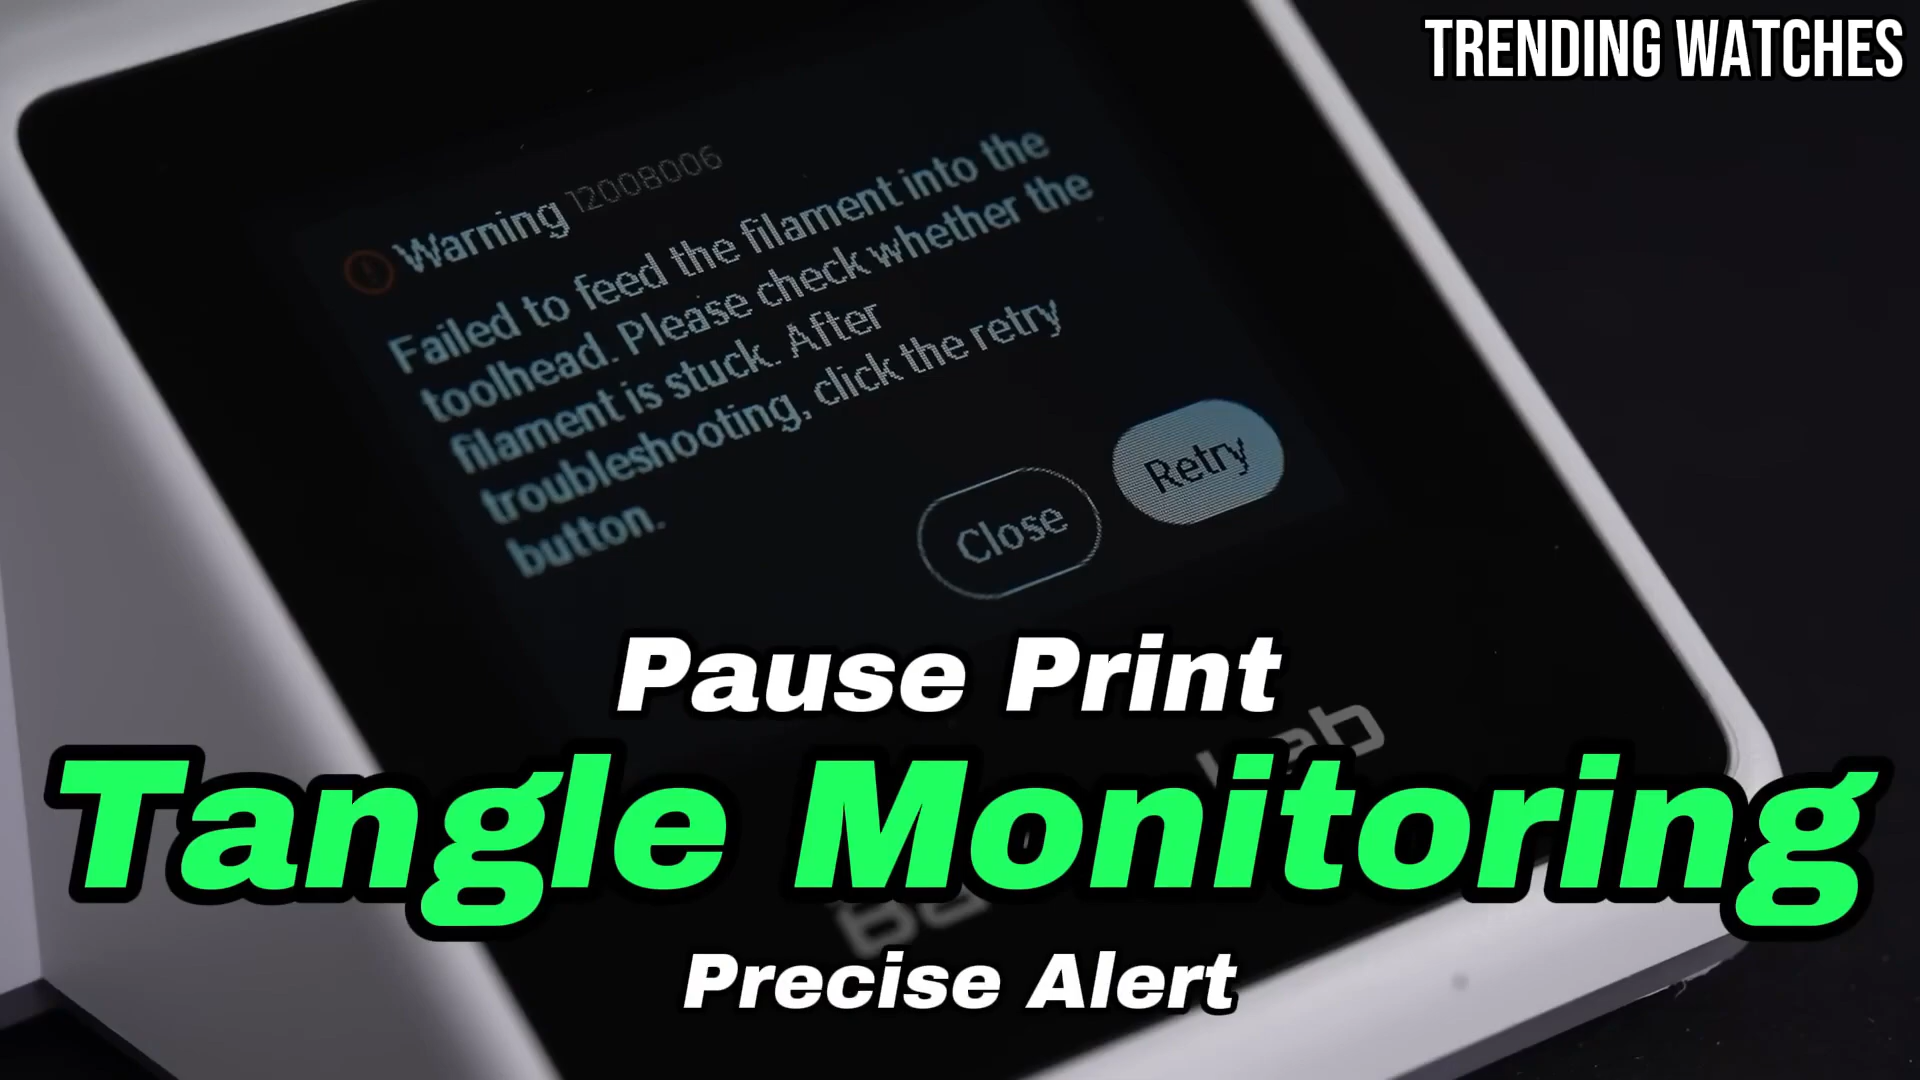 TRENDING WATCHES
Warning 12008006
Failed to feed the filament into the
toolhead. Please check whether the
filament is stuck. After
troubleshooting, click the retry
button.
Close
Retry
Pause Print
Lab
Tangle Monitoring
Precise Alert